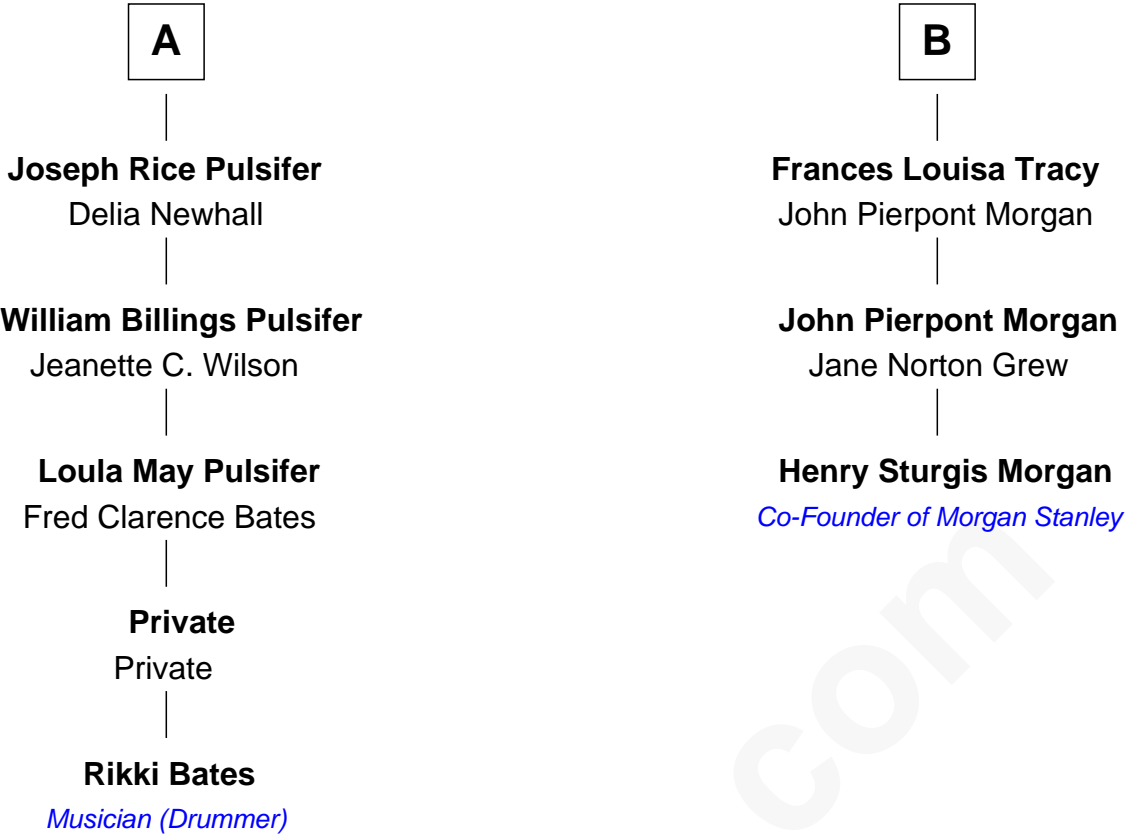 A
Joseph Rice Pulsifer
Delia Newhall
William Billings Pulsifer
Jeanette C. Wilson
Loula May Pulsifer
Fred Clarence Bates
Private
Private
Rikki Bates
Musician (Drummer)
B
Frances Louisa Tracy
John Pierpont Morgan
John Pierpont Morgan
Jane Norton Grew
Henry Sturgis Morgan
Co-Founder of Morgan Stanley
com